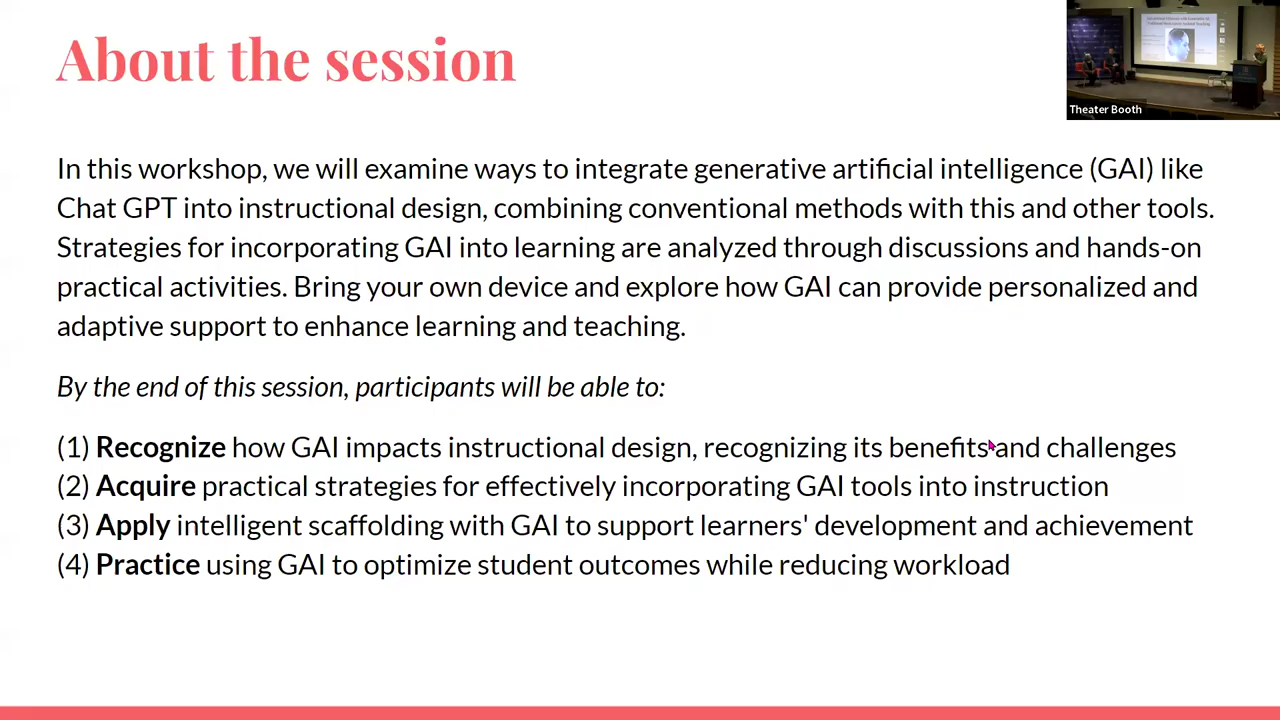 About the session
Theater Booth
In this workshop, we will examine ways to integrate generative artificial intelligence (GAI) like
Chat GPT into instructional design, combining conventional methods with this and other tools.
Strategies for incorporating GAI into learning are analyzed through discussions and hands-on
practical activities. Bring your own device and explore how GAI can provide personalized and
adaptive support to enhance learning and teaching.
By the end of this session, participants will be able to:
(1) Recognize how GAI impacts instructional design, recognizing its benefits and challenges
(2) Acquire practical strategies for effectively incorporating GAI tools into instruction
(3) Apply intelligent scaffolding with GAI to support learners' development and achievement
(4) Practice using GAI to optimize student outcomes while reducing workload